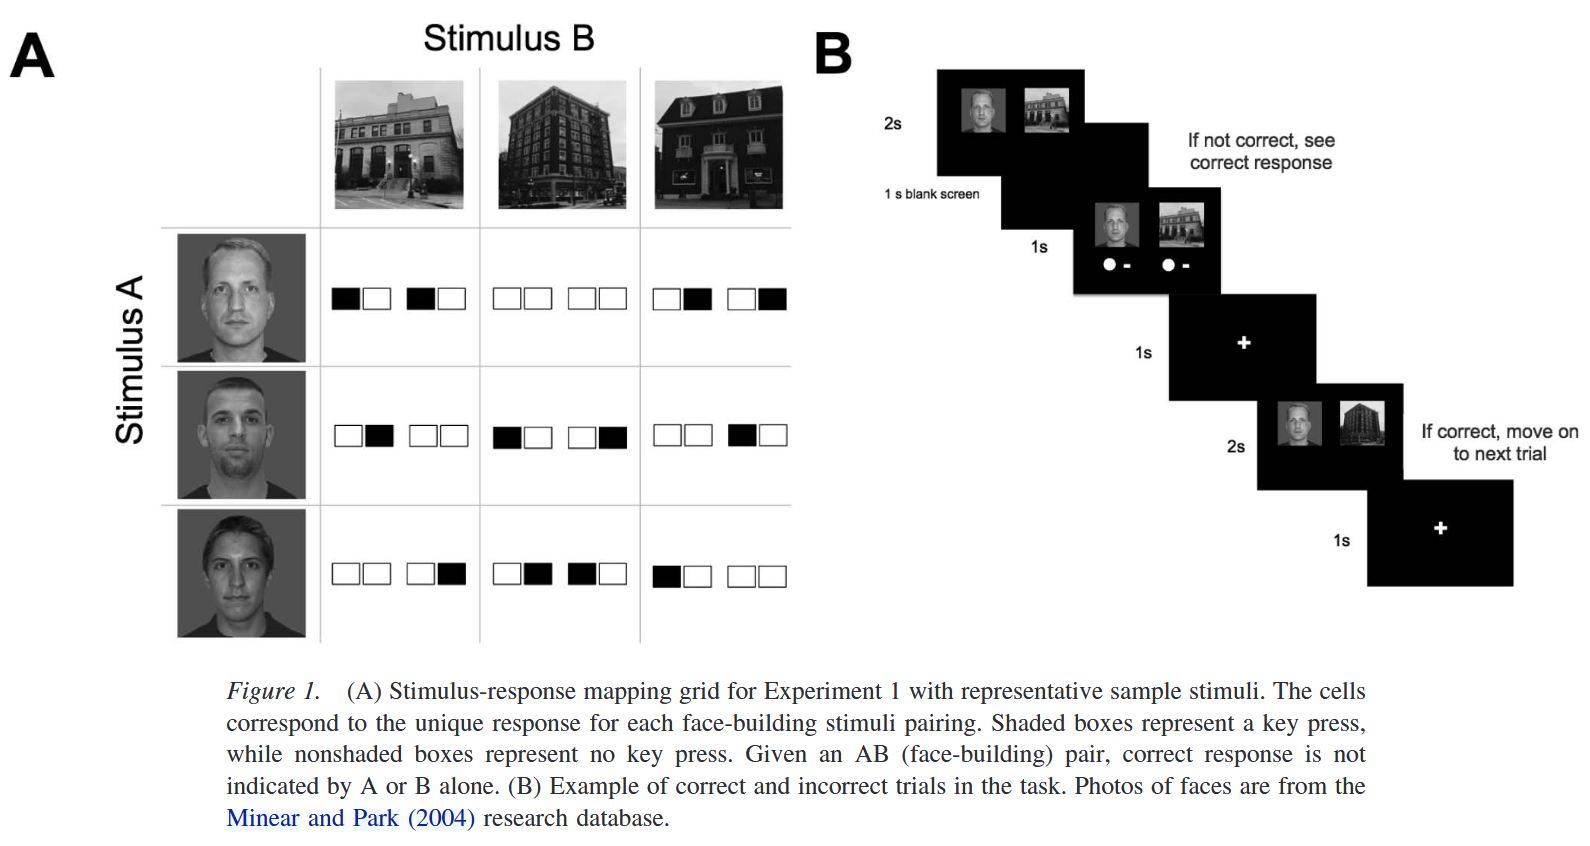 A
Stimulus B
Stimulus A
B
2s
If not correct, see
correct response
1 s blank screen
1s
1s
2s
If correct, move on
to next trial
1s
Figure 1. (A) Stimulus-response mapping grid for Experiment 1 with representative sample stimuli. The cells
correspond to the unique response for each face-building stimuli pairing. Shaded boxes represent a key press,
while nonshaded boxes represent no key press. Given an AB (face-building) pair, correct response is not
indicated by A or B alone. (B) Example of correct and incorrect trials in the task. Photos of faces are from the
Minear and Park (2004) research database.